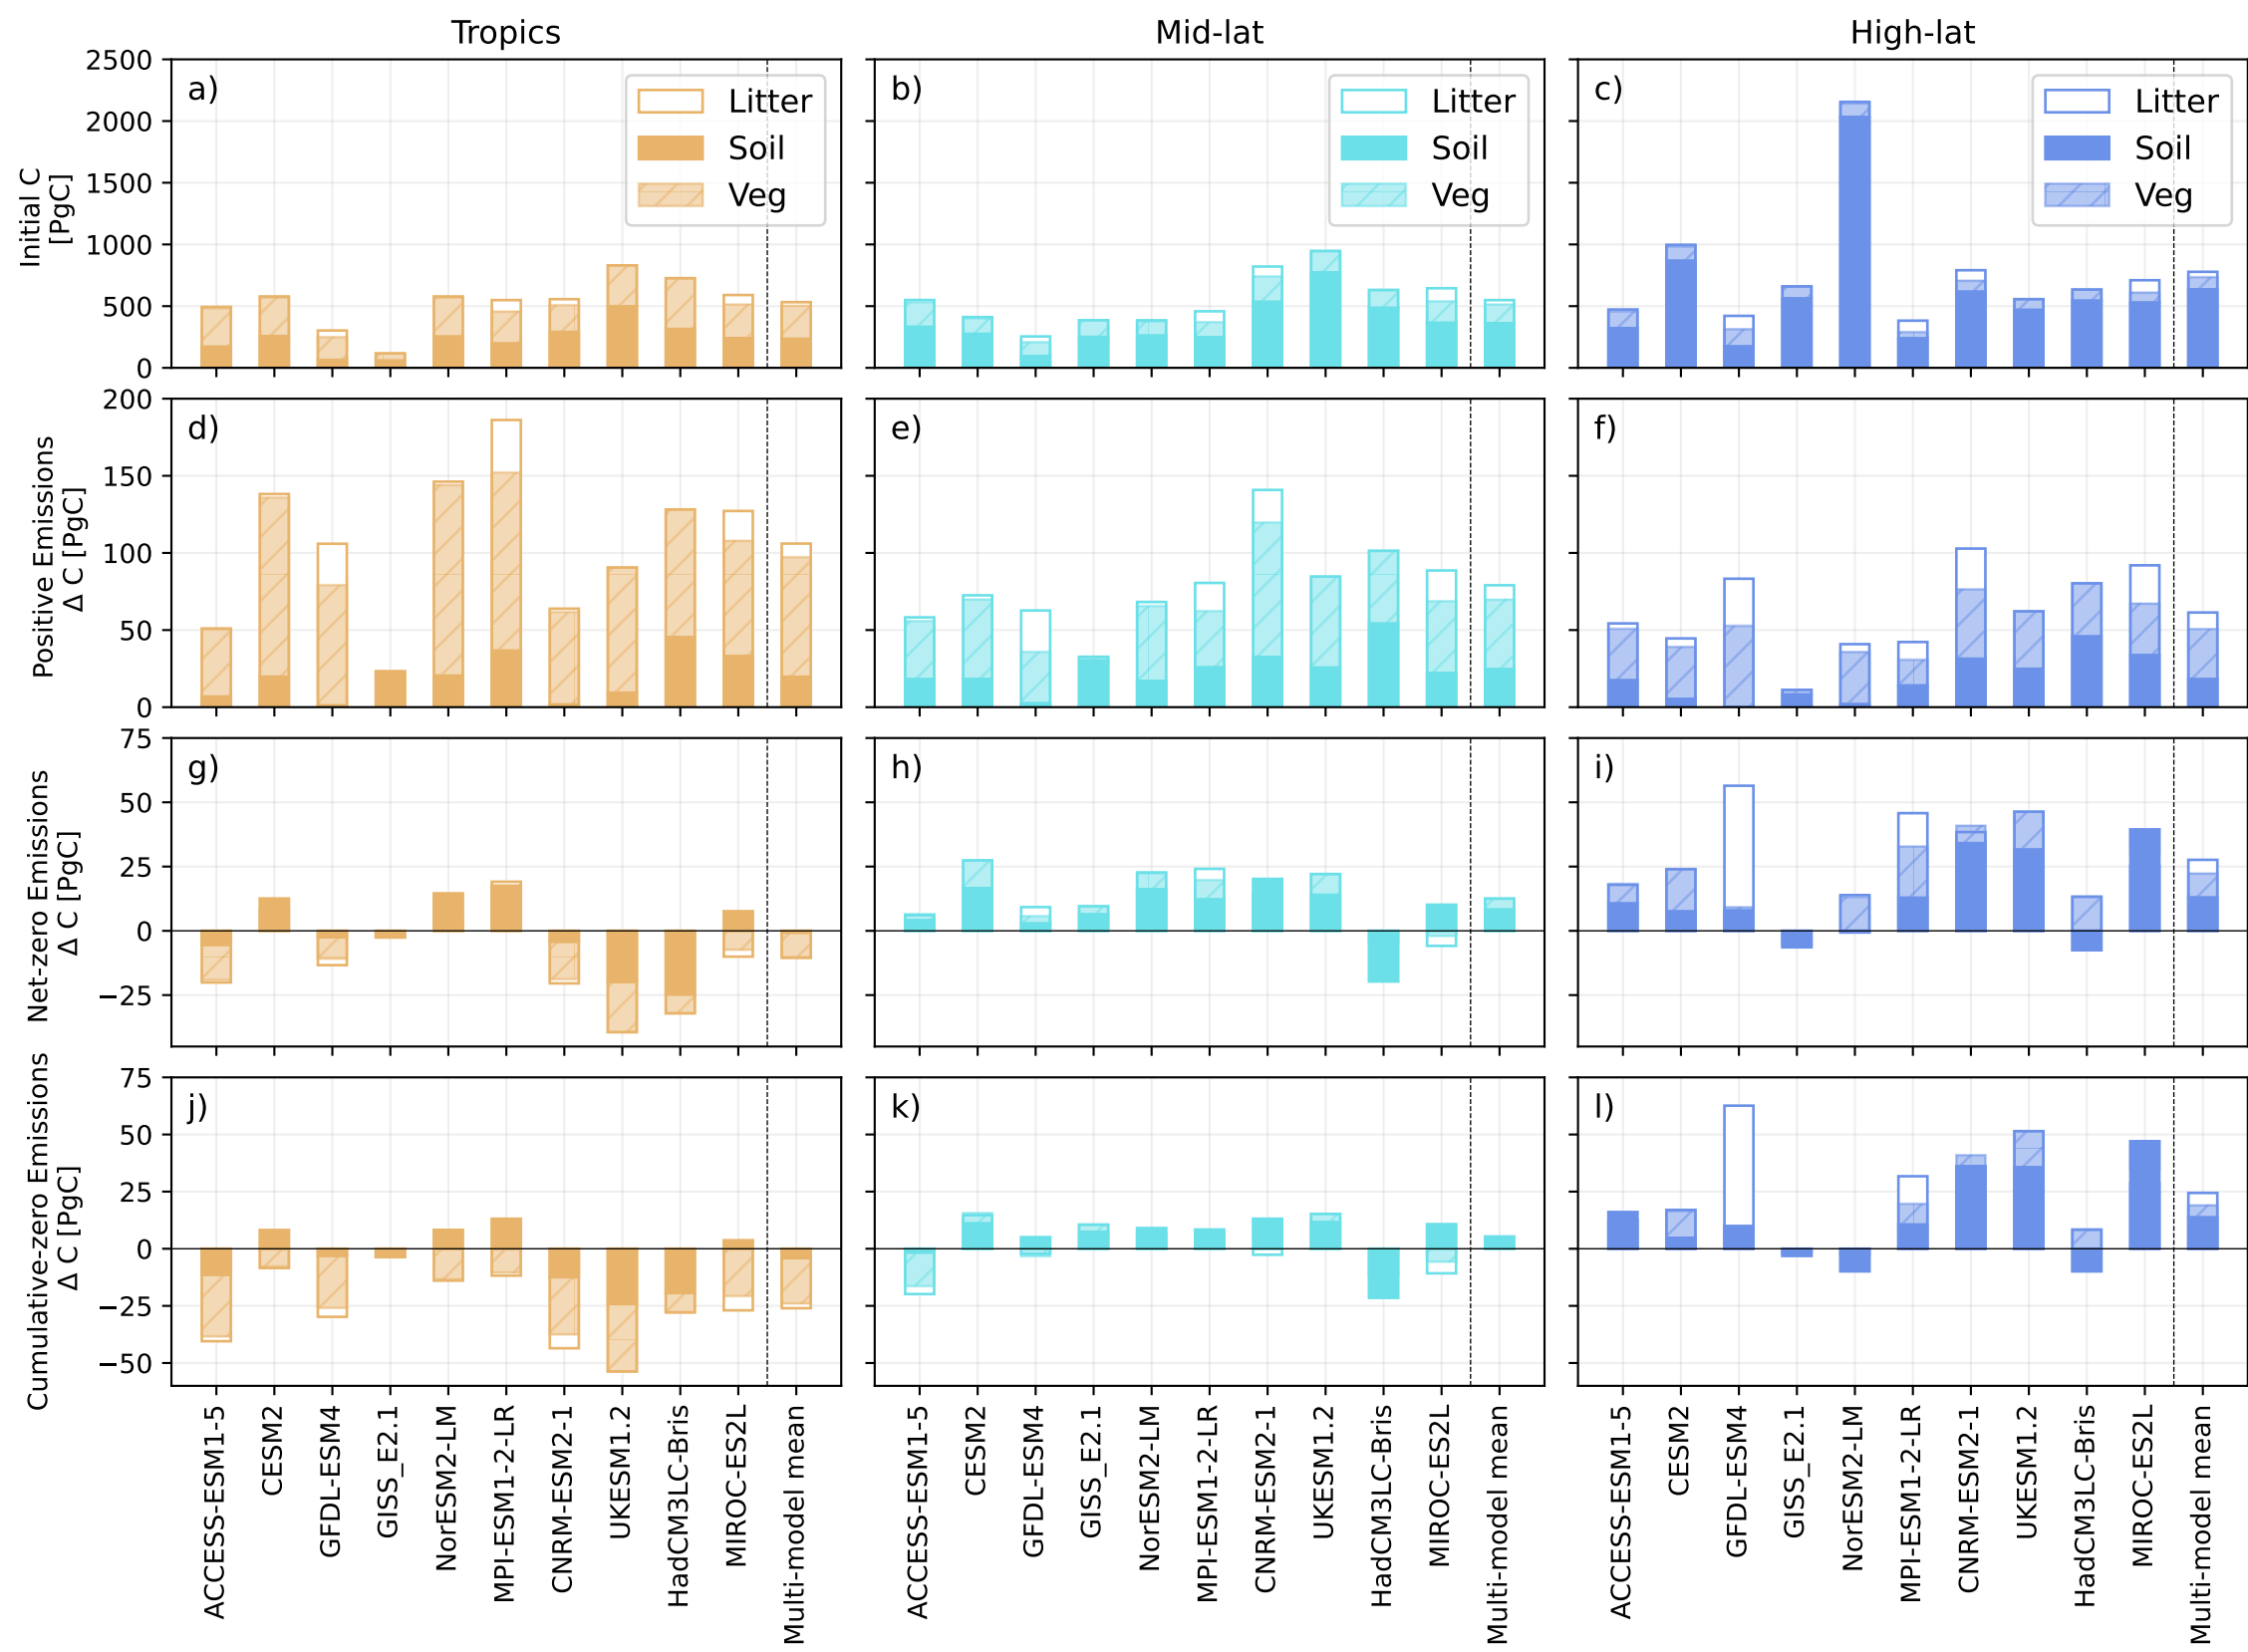 Tropics
Mid-lat
High-lat
Initial C
[PgC]
2500
2000
1500
1000
500
0
a)
Litter
Soil
Veg
b)
Litter
Soil
Veg
c)
Litter
Soil
Veg
Positive Emissions
Δ C [PgC]
200
150
100
50
0
d)
e)
f)
Net-zero Emissions
Δ C [PgC]
75
50
25
0
−25
g)
h)
i)
Cumulative-zero Emissions
Δ C [PgC]
75
50
25
0
−25
−50
j)
k)
l)
ACCESS-ESM1-5
CESM2
GFDL-ESM4
GISS_E2.1
NorESM2-LM
MPI-ESM1-2-LR
CNRM-ESM2-1
UKESM1.2
HadCM3LC-Bris
MIROC-ES2L
Multi-model mean
ACCESS-ESM1-5
CESM2
GFDL-ESM4
GISS_E2.1
NorESM2-LM
MPI-ESM1-2-LR
CNRM-ESM2-1
UKESM1.2
HadCM3LC-Bris
MIROC-ES2L
Multi-model mean
ACCESS-ESM1-5
CESM2
GFDL-ESM4
GISS_E2.1
NorESM2-LM
MPI-ESM1-2-LR
CNRM-ESM2-1
UKESM1.2
HadCM3LC-Bris
MIROC-ES2L
Multi-model mean